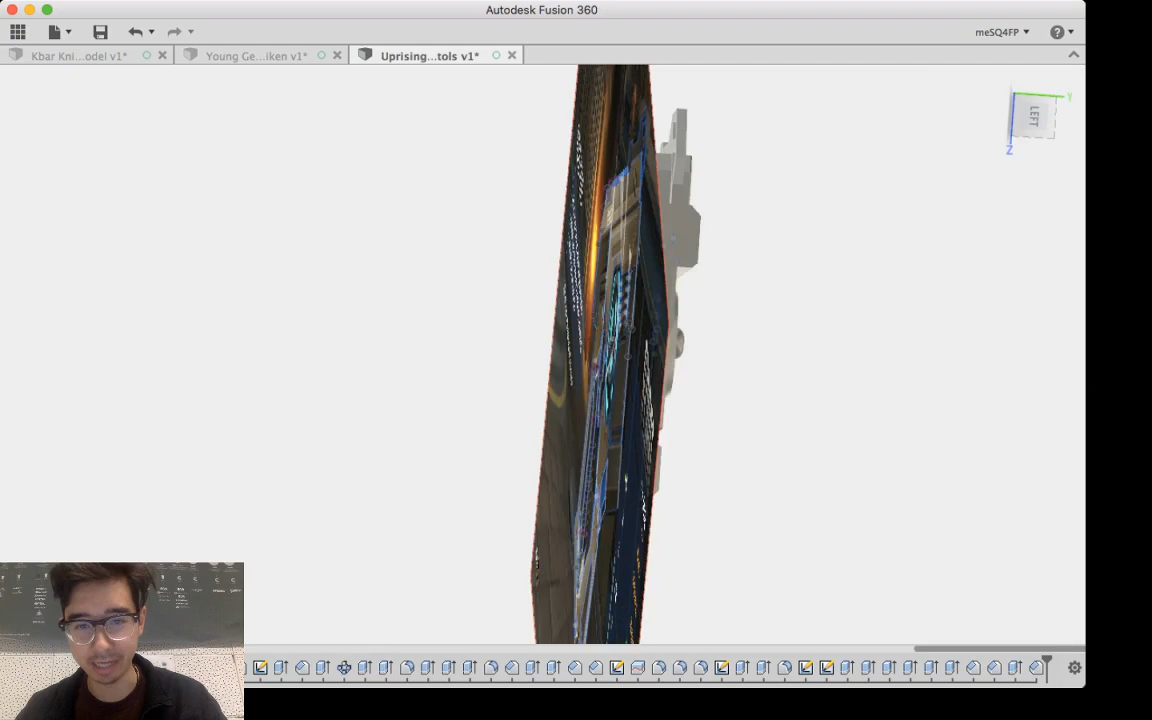 Autodesk Fusion 360
meSQ4FP
Kbar Kni...odel v1*
Young Ge...iken v1*
Uprising...tols v1*
LEFT
Y
Z